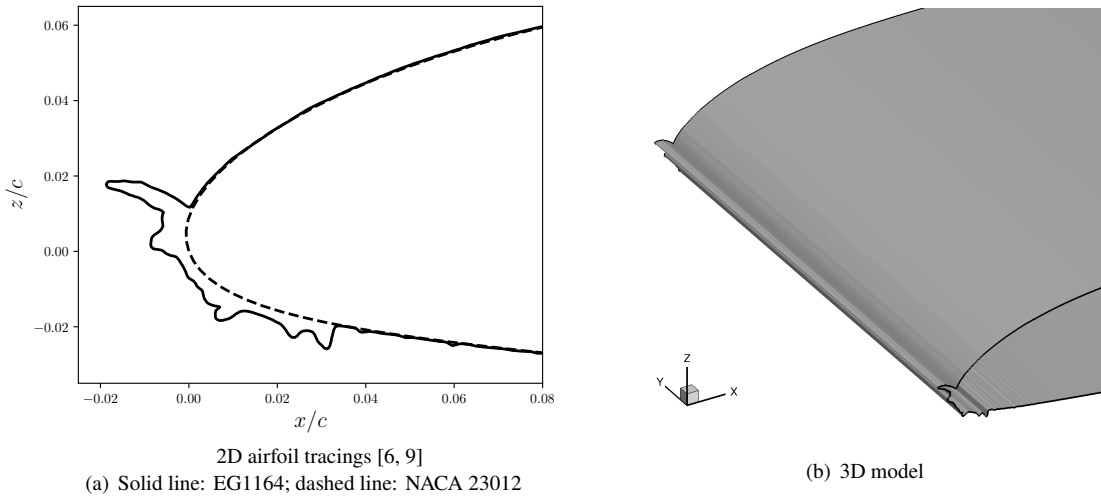 0.06
0.04
0.02
0.00
−0.02
z/c
−0.02 0.00 0.02 0.04 0.06 0.08
x/c
2D airfoil tracings [6, 9]
(a) Solid line: EG1164; dashed line: NACA 23012
Z
Y X
(b) 3D model